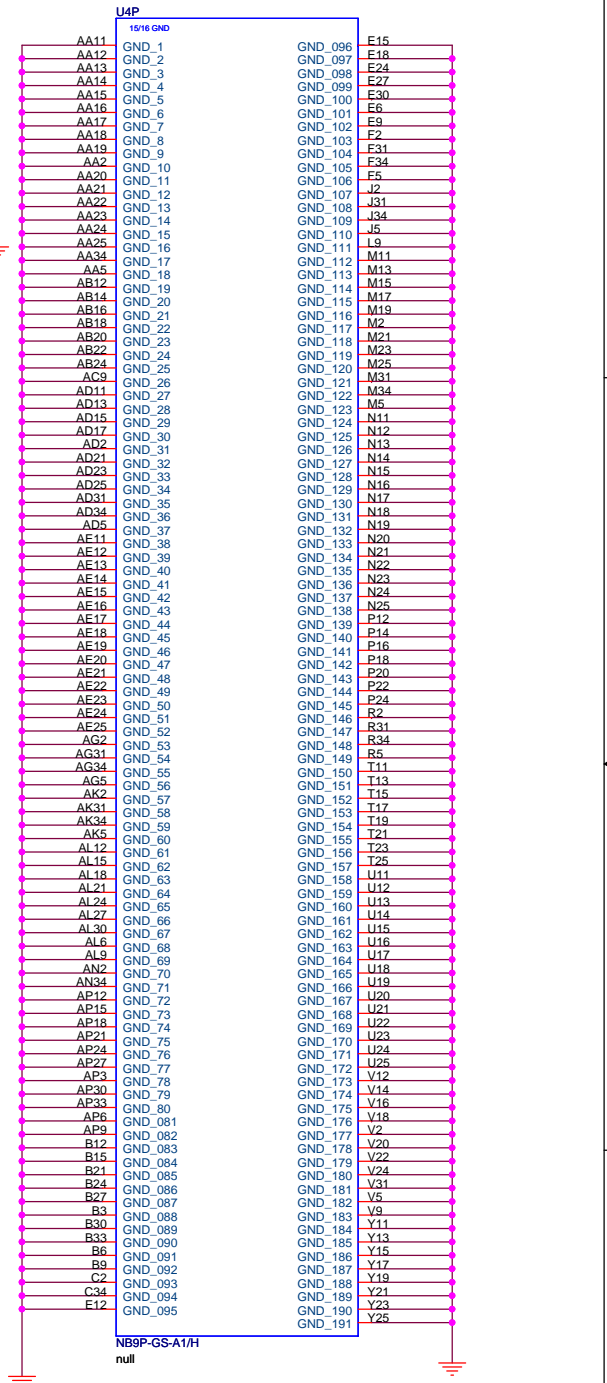 U4P
15/16 GND
AA11 GND_1 GND_096 E15
AA12 GND_2 GND_097 E18
AA13 GND_3 GND_098 E24
AA14 GND_4 GND_099 E27
AA15 GND_5 GND_100 E30
AA16 GND_6 GND_101 E6
AA17 GND_7 GND_102 E9
AA18 GND_8 GND_103 F2
AA19 GND_9 GND_104 F31
AA2 GND_10 GND_105 F34
AA20 GND_11 GND_106 F5
AA21 GND_12 GND_107 J2
AA22 GND_13 GND_108 J31
AA23 GND_14 GND_109 J34
AA24 GND_15 GND_110 J5
AA25 GND_16 GND_111 L9
AA34 GND_17 GND_112 M11
AA5 GND_18 GND_113 M13
AB12 GND_19 GND_114 M15
AB14 GND_20 GND_115 M17
AB16 GND_21 GND_116 M19
AB18 GND_22 GND_117 M2
AB20 GND_23 GND_118 M21
AB22 GND_24 GND_119 M23
AB24 GND_25 GND_120 M25
AC9 GND_26 GND_121 M31
AD11 GND_27 GND_122 M34
AD13 GND_28 GND_123 M5
AD15 GND_29 GND_124 N11
AD17 GND_30 GND_125 N12
AD2 GND_31 GND_126 N13
AD21 GND_32 GND_127 N14
AD23 GND_33 GND_128 N15
AD25 GND_34 GND_129 N16
AD31 GND_35 GND_130 N17
AD34 GND_36 GND_131 N18
AD5 GND_37 GND_132 N19
AE11 GND_38 GND_133 N20
AE12 GND_39 GND_134 N21
AE13 GND_40 GND_135 N22
AE14 GND_41 GND_136 N23
AE15 GND_42 GND_137 N24
AE16 GND_43 GND_138 N25
AE17 GND_44 GND_139 P12
AE18 GND_45 GND_140 P14
AE19 GND_46 GND_141 P16
AE20 GND_47 GND_142 P18
AE21 GND_48 GND_143 P20
AE22 GND_49 GND_144 P22
AE23 GND_50 GND_145 P24
AE24 GND_51 GND_146 R2
AE25 GND_52 GND_147 R31
AG2 GND_53 GND_148 R34
AG31 GND_54 GND_149 R5
AG34 GND_55 GND_150 T11
AG5 GND_56 GND_151 T13
AK2 GND_57 GND_152 T15
AK31 GND_58 GND_153 T17
AK34 GND_59 GND_154 T19
AK5 GND_60 GND_155 T21
AL12 GND_61 GND_156 T23
AL15 GND_62 GND_157 T25
AL18 GND_63 GND_158 U11
AL21 GND_64 GND_159 U12
AL24 GND_65 GND_160 U13
AL27 GND_66 GND_161 U14
AL30 GND_67 GND_162 U15
AL6 GND_68 GND_163 U16
AL9 GND_69 GND_164 U17
AN2 GND_70 GND_165 U18
AN34 GND_71 GND_166 U19
AP12 GND_72 GND_167 U20
AP15 GND_73 GND_168 U21
AP18 GND_74 GND_169 U22
AP21 GND_75 GND_170 U23
AP24 GND_76 GND_171 U24
AP27 GND_77 GND_172 U25
AP3 GND_78 GND_173 V12
AP30 GND_79 GND_174 V14
AP33 GND_80 GND_175 V16
AP6 GND_081 GND_176 V18
AP9 GND_082 GND_177 V2
B12 GND_083 GND_178 V20
B15 GND_084 GND_179 V22
B21 GND_085 GND_180 V24
B24 GND_086 GND_181 V31
B27 GND_087 GND_182 V5
B3 GND_088 GND_183 V9
B30 GND_089 GND_184 Y11
B33 GND_090 GND_185 Y13
B6 GND_091 GND_186 Y15
B9 GND_092 GND_187 Y17
C2 GND_093 GND_188 Y19
C34 GND_094 GND_189 Y21
E12 GND_095 GND_190 Y23
GND_191 Y25
NB9P-GS-A1/H
null